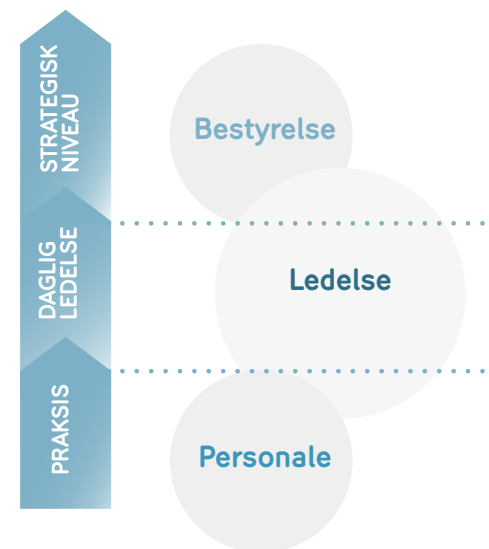 STRATEGISK
NIVEAU
Bestyrelse
DAGLIG
LEDELSE
Ledelse
PRAKSIS
Personale